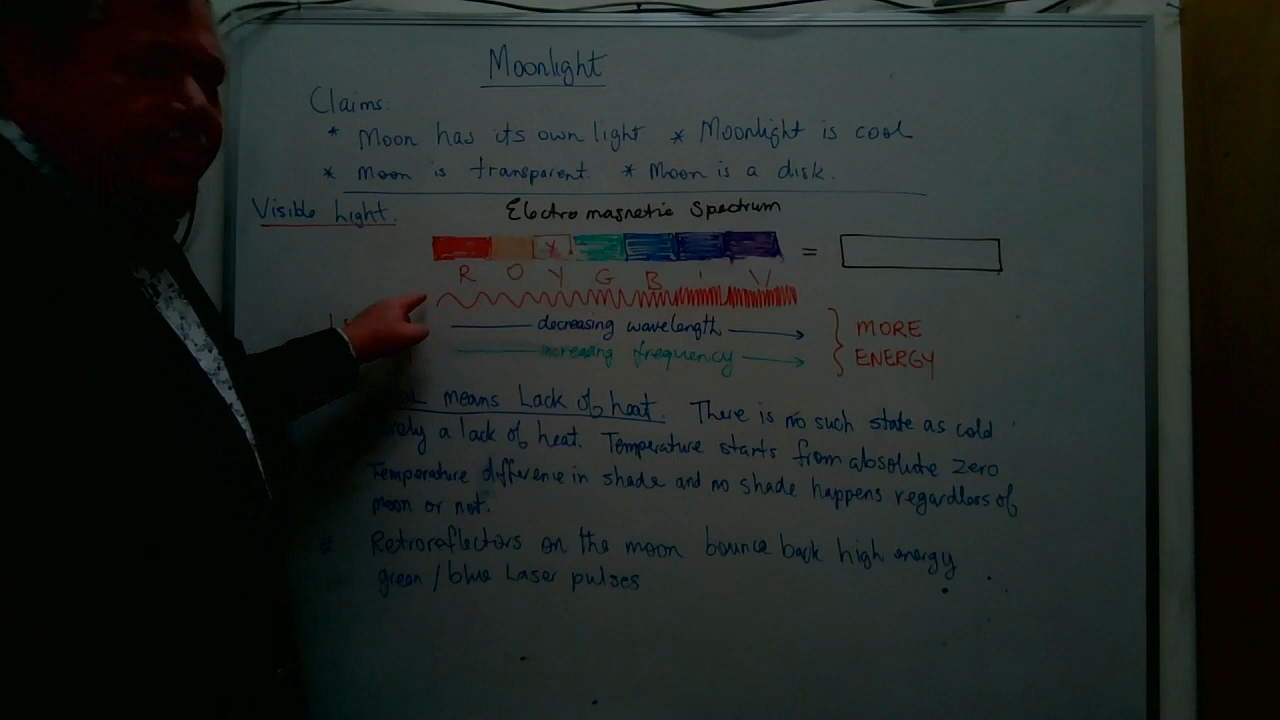 Moonlight
Claims:
* Moon has its own light * Moonlight is cool
* Moon is transparent. * Moon is a disk.
Visible Light.
Electromagnetic Spectrum
Y
=
R O Y G B i V
decreasing wavelength
increasing frequency
MORE
ENERGY
means Lack of heat. There is no such state as cold
a lack of heat. Temperature starts from absolute zero
Temperature difference in shade and no shade happens regardless of
moon or not.
* Retroreflectors on the moon bounce back high energy
green/blue Laser pulses